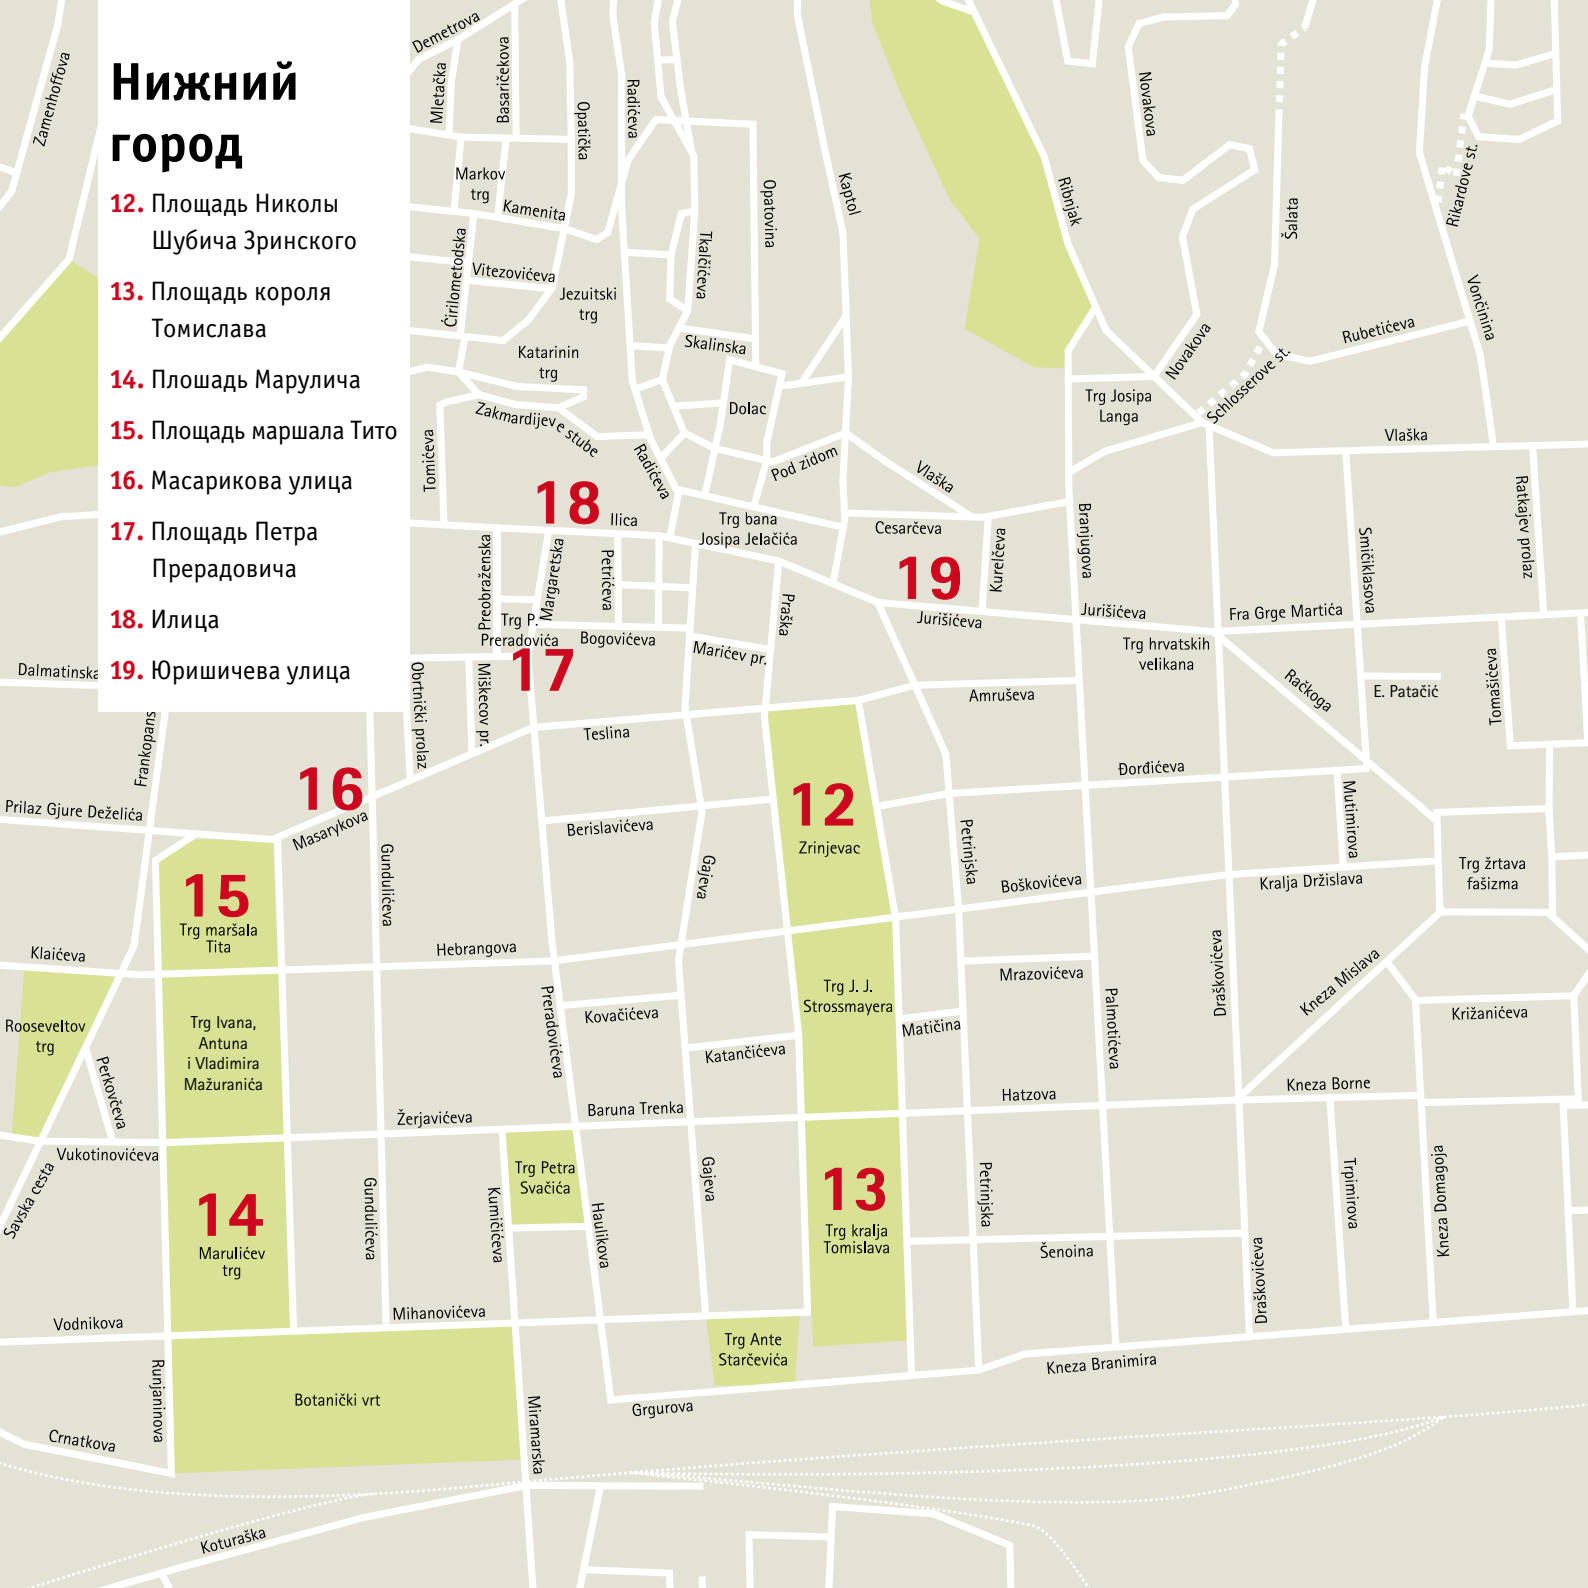 Нижний
город
12. Площадь Николы
Шубича Зринского
13. Площадь короля
Томислава
14. Плошадь Марулича
15. Площадь маршала Тито
16. Масарикова улица
17. Площадь Петра
Прерадовича
18. Илица
19. Юришичева улица
Zamenhoffova
Demetrova
Mletačka
Basaričekova
Opatička
Radićeva
Markov
trg
Kamenita
Ćirilometodska
Vitezovićeva
Jezuitski
trg
Katarinin
trg
Tkalčićeva
Opatovina
Kaptol
Skalinska
Dolac
Zakmardijeve stube
Tomićeva
Radićeva
Pod zidom
Vlaška
Ribnjak
Novakova
Novakova
Šalata
Rikardove st.
Vončinina
Rubetićeva
Schlosserove st.
Trg Josipa
Langa
Vlaška
Ratkajev prolaz
Smičiklasova
Branjugova
18
Ilica
Trg bana
Josipa Jelačića
Cesarčeva
19
Kurelčeva
Jurišićeva
Jurišićeva
Fra Grge Martića
Trg hrvatskih
velikana
Preobraženska
Margaretska
Petrićeva
Trg P.
Preradovića
Bogovićeva
Marićev pr.
Praška
17
Dalmatinska
Obrtnički prolaz
Miškecov pr.
Frankopans
Teslina
Amruševa
Račkoga
E. Patačić
Tomašićeva
Đorđićeva
16
Masarykova
Prilaz Gjure Deželića
Berislavićeva
12
Zrinjevac
Petrinjska
Mutimirova
Gundulićeva
Gajeva
Boškovićeva
Kralja Držislava
Trg žrtava
fašizma
15
Trg maršala
Tita
Klaićeva
Hebrangova
Draškovićeva
Kneza Mislava
Mrazovićeva
Trg J. J.
Strossmayera
Matičina
Palmotićeva
Križanićeva
Rooseveltov
trg
Trg Ivana,
Antuna
i Vladimira
Mažuranića
Preradovićeva
Kovačićeva
Katančićeva
Perkovčeva
Hatzova
Kneza Borne
Žerjavićeva
Baruna Trenka
Vukotinovićeva
Savska cesta
Trg Petra
Svačića
Gundulićeva
Kumičićeva
Haulikova
Gajeva
14
Marulićev
trg
13
Trg kralja
Tomislava
Petrinjska
Šenoina
Draškovićeva
Trpimirova
Kneza Domagoja
Vodnikova
Mihanovićeva
Trg Ante
Starčevića
Kneza Branimira
Runjaninova
Botanički vrt
Miramarska
Grgurova
Crnatkova
Koturaška